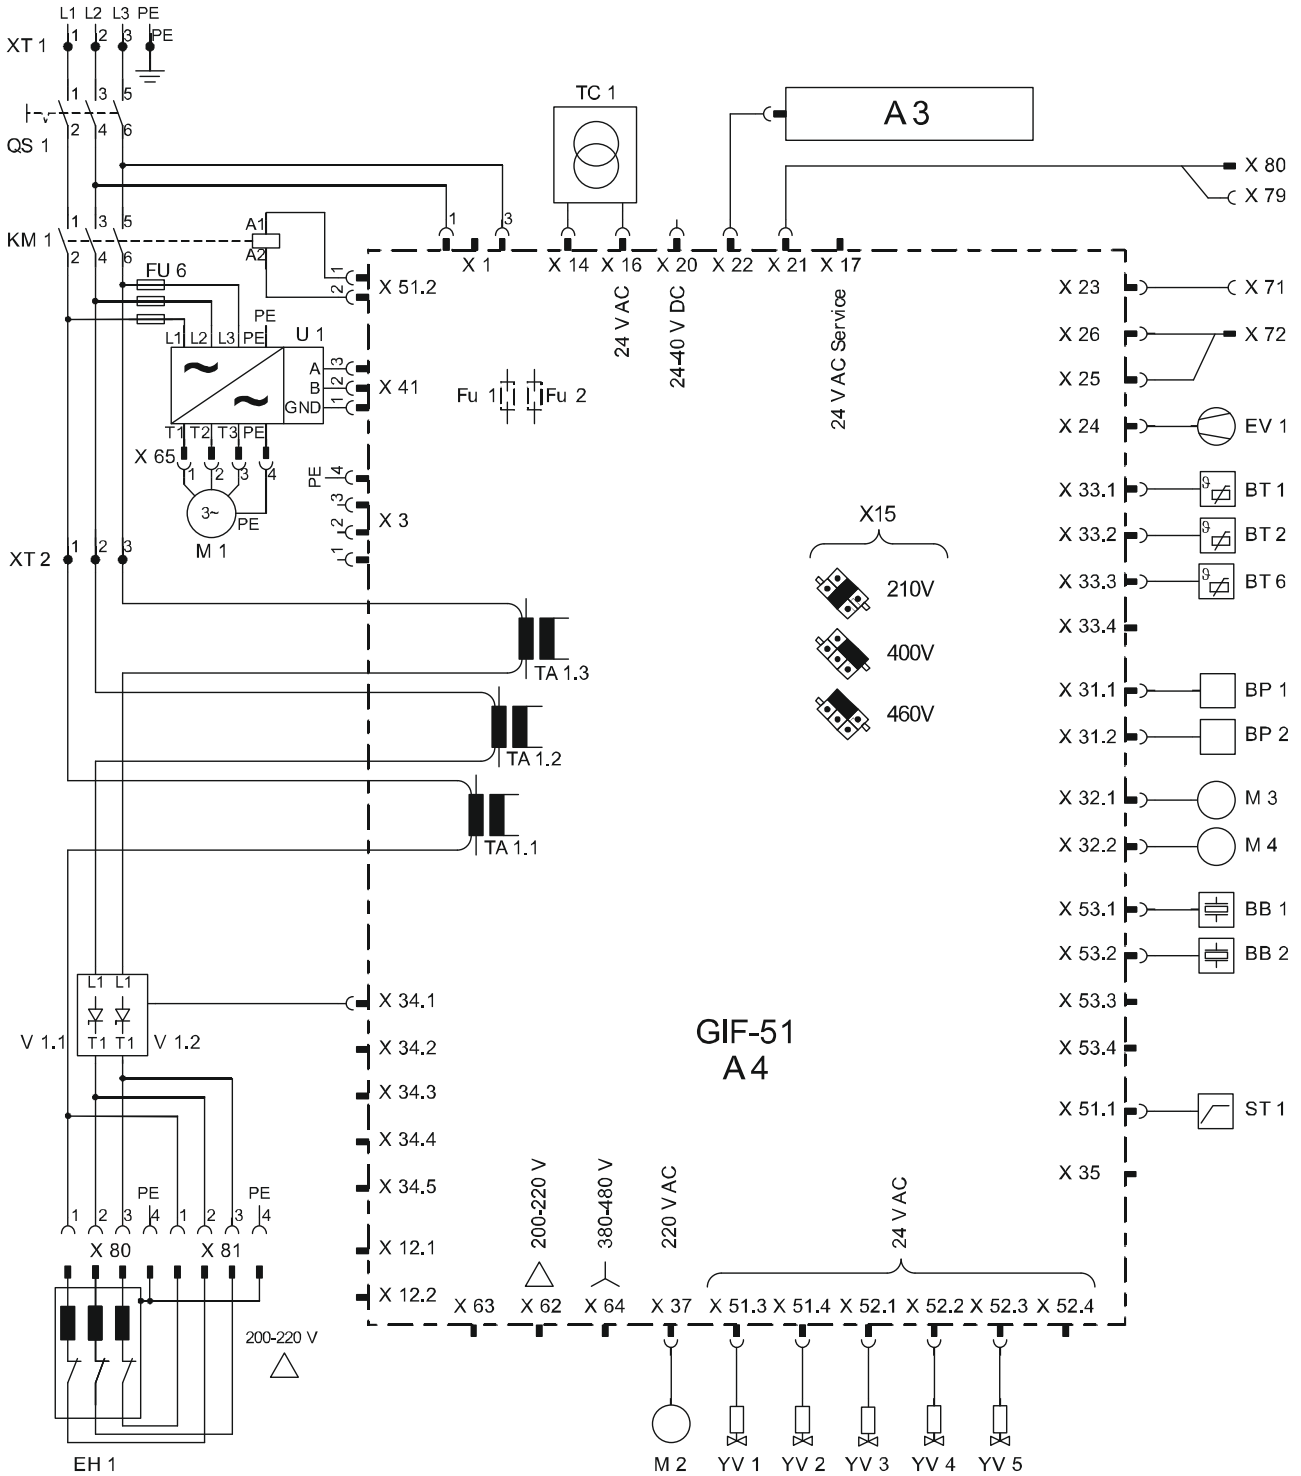 L1 L2 L3 PE
XT 1 1 2 3 PE
TC 1
A 3
1 3 5
QS 1 2 4 6
X 80
X 79
1 3 5 A1
KM 1 2 4 6 A2
1 3
X 1 X 14 X 16 X 20 X 22 X 21 X 17
24 V AC
24-40 V DC
24 V AC Service
FU 6
1
2
X 51.2
X 23 X 71
X 26 X 72
X 25
L1 L2 L3 PE PE U 1
A 3
B 2
GND 1
X 41
Fu 1 Fu 2
T1 T2 T3 PE
X 24 EV 1
X 65 1 2 3 4
3~ PE
M 1
PE 4
3
2
1
X 3
X 33.1 BT 1
X 33.2 BT 2
X 33.3 BT 6
X 33.4
X15
210V
400V
460V
XT 2 1 2 3
TA 1.3
TA 1.2
TA 1.1
X 31.1 BP 1
X 31.2 BP 2
X 32.1 M 3
X 32.2 M 4
X 53.1 BB 1
X 53.2 BB 2
X 53.3
X 53.4
X 51.1 ST 1
X 35
L1 L1
V 1.1 T1 T1 V 1.2
X 34.1
X 34.2
X 34.3
X 34.4
X 34.5
X 12.1
X 12.2
GIF-51
A 4
PE PE
1 2 3 4 1 2 3 4
X 80 X 81
200-220 V
380-480 V
220 V AC
24 V AC
X 63 X 62 X 64 X 37 X 51.3 X 51.4 X 52.1 X 52.2 X 52.3 X 52.4
200-220 V
EH 1
M 2 YV 1 YV 2 YV 3 YV 4 YV 5